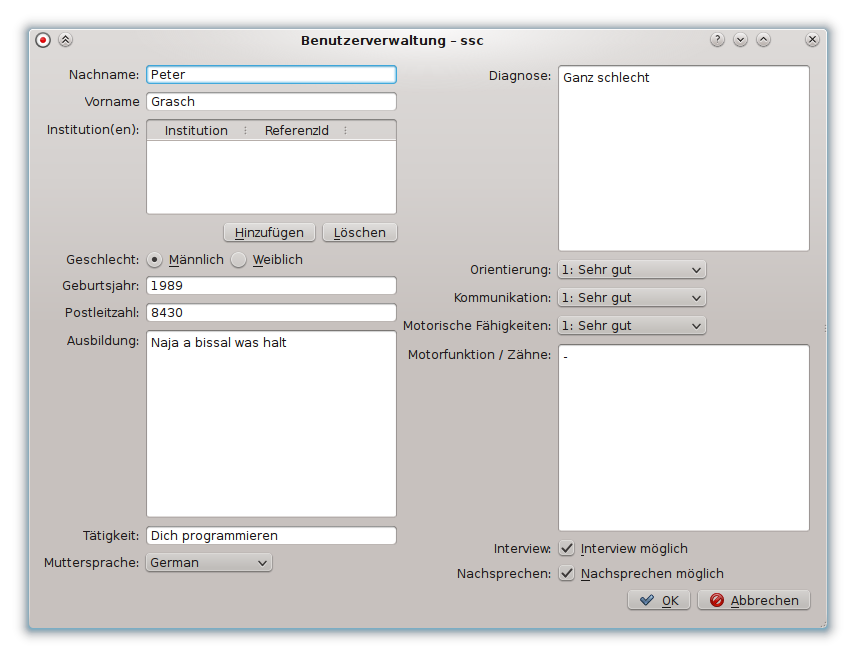 Benutzerverwaltung – ssc
Nachname: Peter
Vorname Grasch
Institution(en): Institution ReferenzId
Hinzufügen Löschen
Geschlecht: Männlich Weiblich
Geburtsjahr: 1989
Postleitzahl: 8430
Ausbildung: Naja a bissal was halt
Tätigkeit: Dich programmieren
Muttersprache: German
Diagnose: Ganz schlecht
Orientierung: 1: Sehr gut
Kommunikation: 1: Sehr gut
Motorische Fähigkeiten: 1: Sehr gut
Motorfunktion / Zähne: -
Interview: Interview möglich
Nachsprechen: Nachsprechen möglich
OK Abbrechen